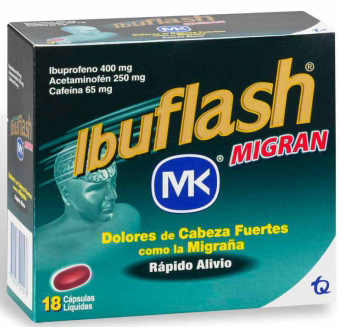 Ibuprofeno 400 mg
Acetaminofén 250 mg
Cafeína 65 mg
Ibuflash®
MIGRAN
MK®
Dolores de Cabeza Fuertes
como la Migraña
Rápido Alivio
18 Cápsulas
Líquidas
TQ